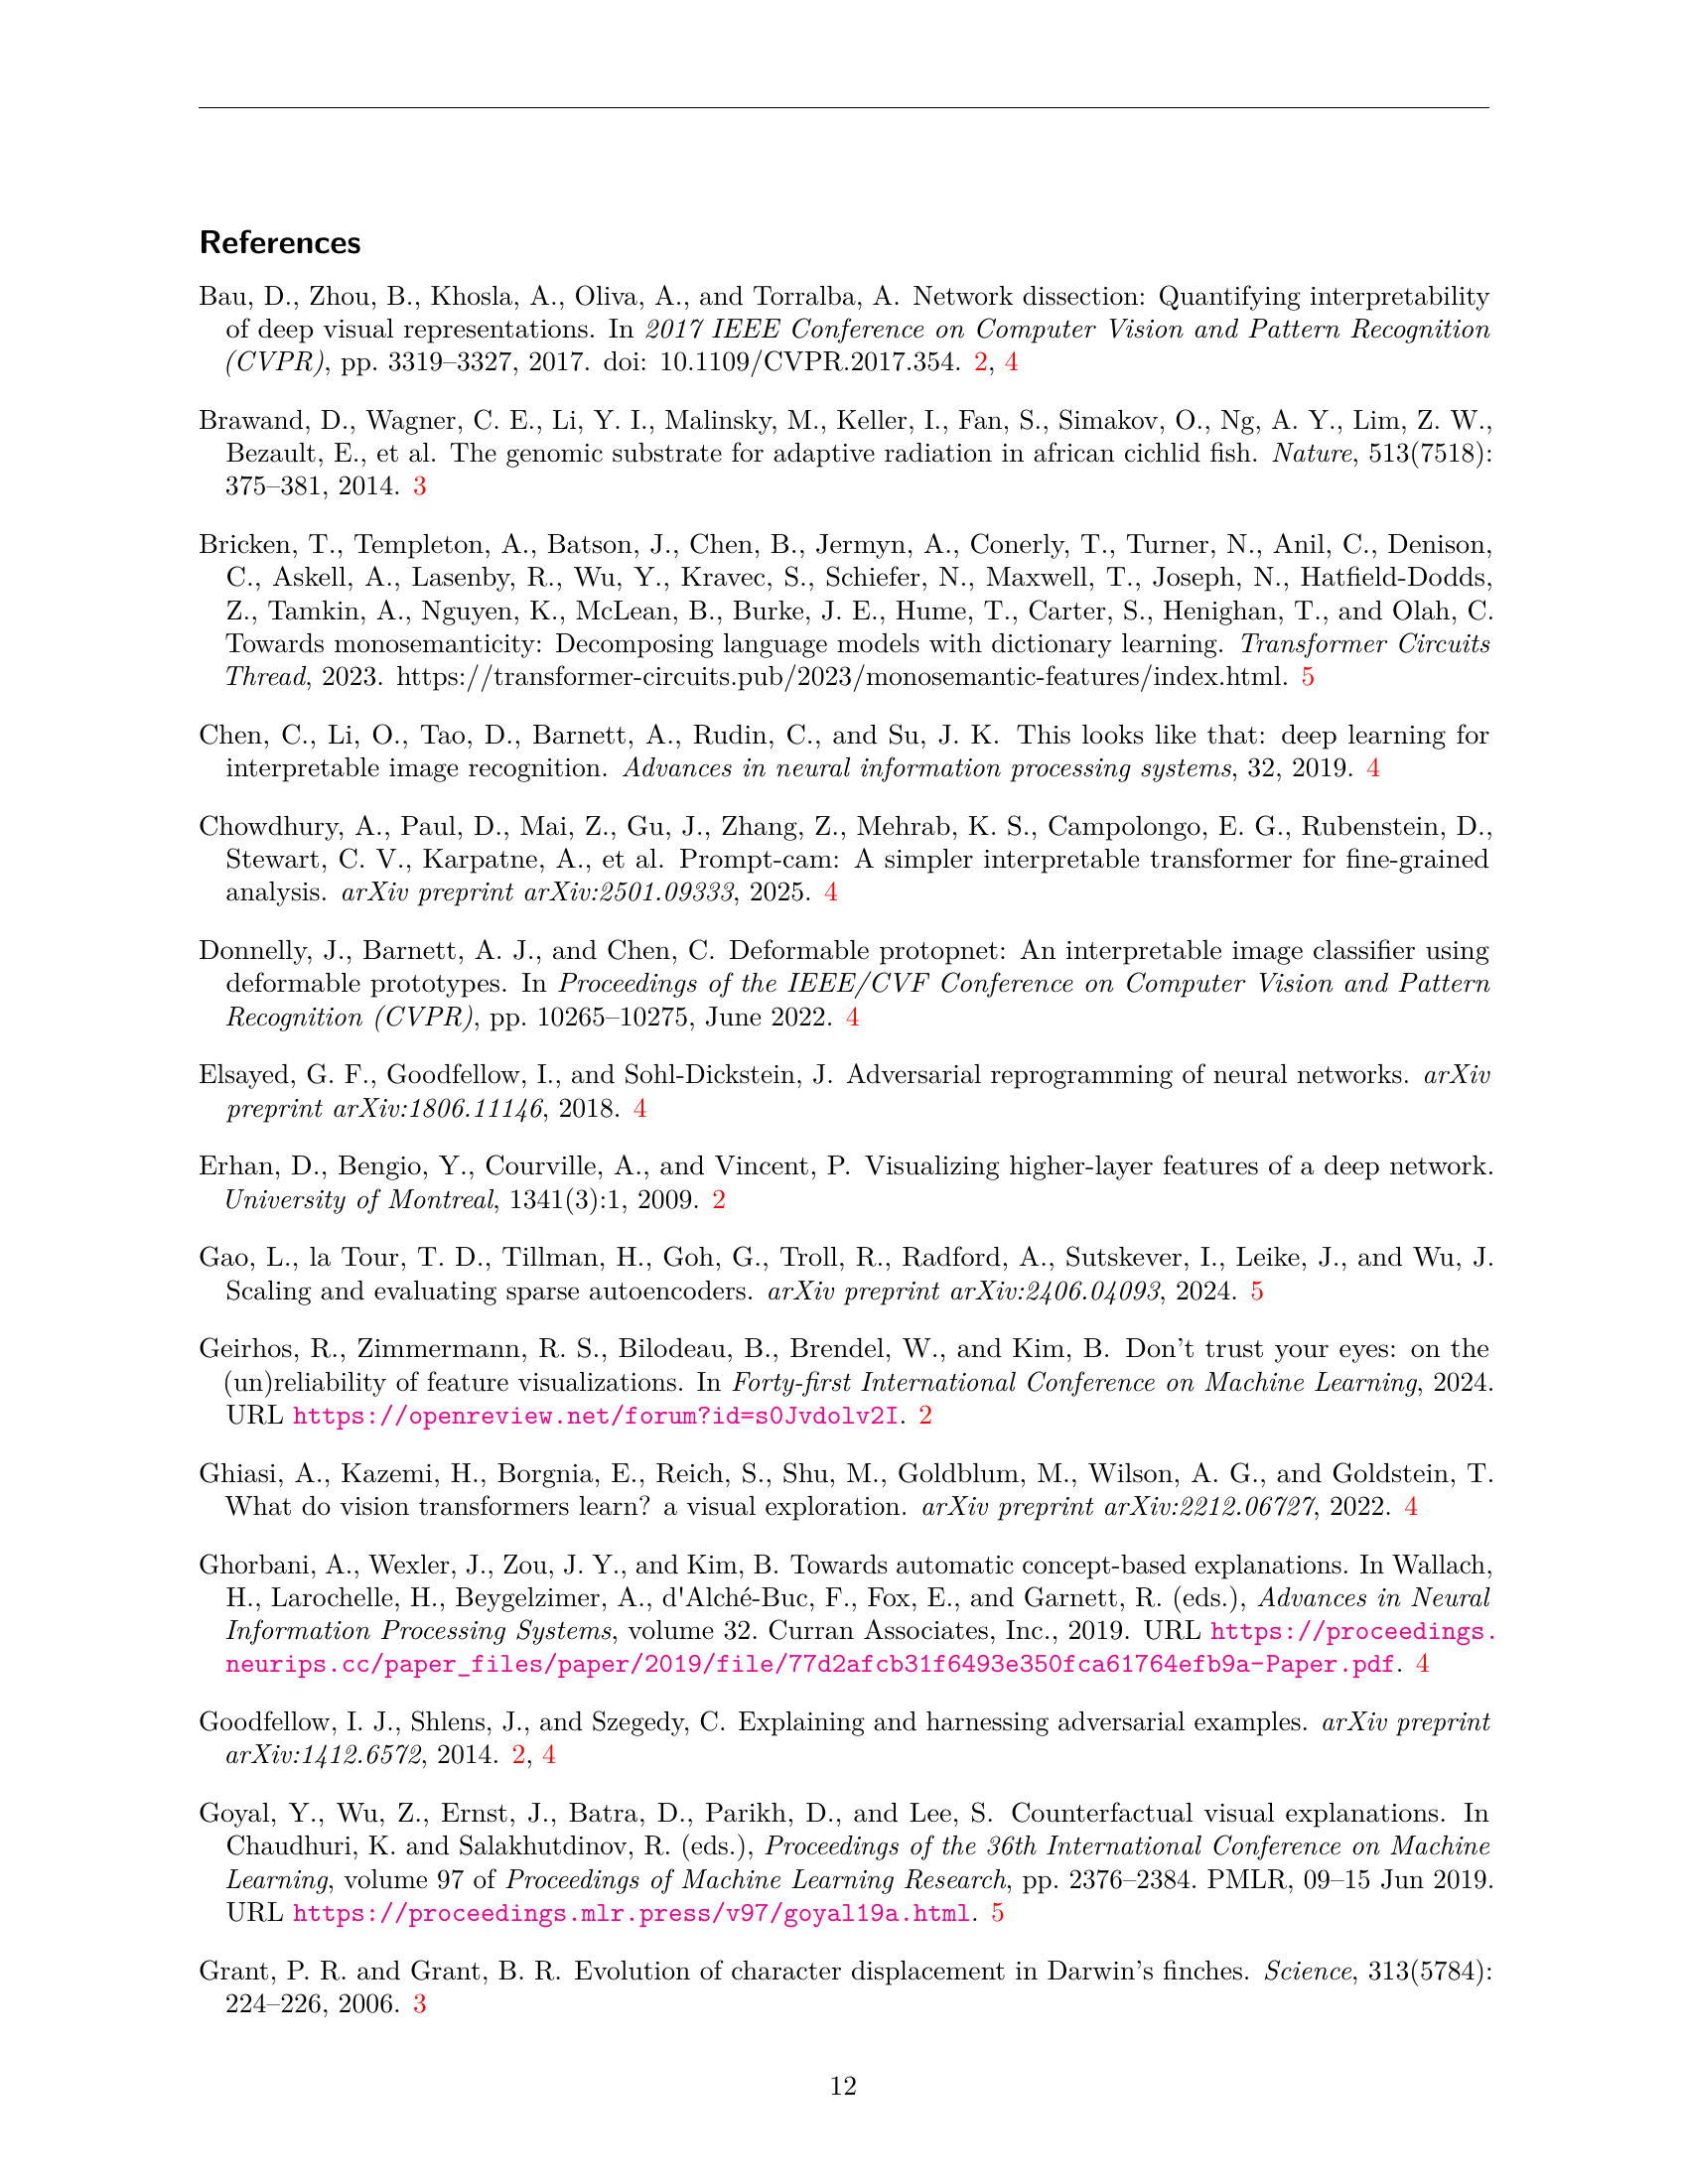 References
Bau, D., Zhou, B., Khosla, A., Oliva, A., and Torralba, A. Network dissection: Quantifying interpretability
of deep visual representations. In 2017 IEEE Conference on Computer Vision and Pattern Recognition
(CVPR), pp. 3319–3327, 2017. doi: 10.1109/CVPR.2017.354. 2, 4
Brawand, D., Wagner, C. E., Li, Y. I., Malinsky, M., Keller, I., Fan, S., Simakov, O., Ng, A. Y., Lim, Z. W.,
Bezault, E., et al. The genomic substrate for adaptive radiation in african cichlid fish. Nature, 513(7518):
375–381, 2014. 3
Bricken, T., Templeton, A., Batson, J., Chen, B., Jermyn, A., Conerly, T., Turner, N., Anil, C., Denison,
C., Askell, A., Lasenby, R., Wu, Y., Kravec, S., Schiefer, N., Maxwell, T., Joseph, N., Hatfield-Dodds,
Z., Tamkin, A., Nguyen, K., McLean, B., Burke, J. E., Hume, T., Carter, S., Henighan, T., and Olah, C.
Towards monosemanticity: Decomposing language models with dictionary learning. Transformer Circuits
Thread, 2023. https://transformer-circuits.pub/2023/monosemantic-features/index.html. 5
Chen, C., Li, O., Tao, D., Barnett, A., Rudin, C., and Su, J. K. This looks like that: deep learning for
interpretable image recognition. Advances in neural information processing systems, 32, 2019. 4
Chowdhury, A., Paul, D., Mai, Z., Gu, J., Zhang, Z., Mehrab, K. S., Campolongo, E. G., Rubenstein, D.,
Stewart, C. V., Karpatne, A., et al. Prompt-cam: A simpler interpretable transformer for fine-grained
analysis. arXiv preprint arXiv:2501.09333, 2025. 4
Donnelly, J., Barnett, A. J., and Chen, C. Deformable protopnet: An interpretable image classifier using
deformable prototypes. In Proceedings of the IEEE/CVF Conference on Computer Vision and Pattern
Recognition (CVPR), pp. 10265–10275, June 2022. 4
Elsayed, G. F., Goodfellow, I., and Sohl-Dickstein, J. Adversarial reprogramming of neural networks. arXiv
preprint arXiv:1806.11146, 2018. 4
Erhan, D., Bengio, Y., Courville, A., and Vincent, P. Visualizing higher-layer features of a deep network.
University of Montreal, 1341(3):1, 2009. 2
Gao, L., la Tour, T. D., Tillman, H., Goh, G., Troll, R., Radford, A., Sutskever, I., Leike, J., and Wu, J.
Scaling and evaluating sparse autoencoders. arXiv preprint arXiv:2406.04093, 2024. 5
Geirhos, R., Zimmermann, R. S., Bilodeau, B., Brendel, W., and Kim, B. Don't trust your eyes: on the
(un)reliability of feature visualizations. In Forty-first International Conference on Machine Learning, 2024.
URL https://openreview.net/forum?id=s0Jvdolv2I. 2
Ghiasi, A., Kazemi, H., Borgnia, E., Reich, S., Shu, M., Goldblum, M., Wilson, A. G., and Goldstein, T.
What do vision transformers learn? a visual exploration. arXiv preprint arXiv:2212.06727, 2022. 4
Ghorbani, A., Wexler, J., Zou, J. Y., and Kim, B. Towards automatic concept-based explanations. In Wallach,
H., Larochelle, H., Beygelzimer, A., d'Alché-Buc, F., Fox, E., and Garnett, R. (eds.), Advances in Neural
Information Processing Systems, volume 32. Curran Associates, Inc., 2019. URL https://proceedings.
neurips.cc/paper_files/paper/2019/file/77d2afcb31f6493e350fca61764efb9a-Paper.pdf. 4
Goodfellow, I. J., Shlens, J., and Szegedy, C. Explaining and harnessing adversarial examples. arXiv preprint
arXiv:1412.6572, 2014. 2, 4
Goyal, Y., Wu, Z., Ernst, J., Batra, D., Parikh, D., and Lee, S. Counterfactual visual explanations. In
Chaudhuri, K. and Salakhutdinov, R. (eds.), Proceedings of the 36th International Conference on Machine
Learning, volume 97 of Proceedings of Machine Learning Research, pp. 2376–2384. PMLR, 09–15 Jun 2019.
URL https://proceedings.mlr.press/v97/goyal19a.html. 5
Grant, P. R. and Grant, B. R. Evolution of character displacement in Darwin's finches. Science, 313(5784):
224–226, 2006. 3
12